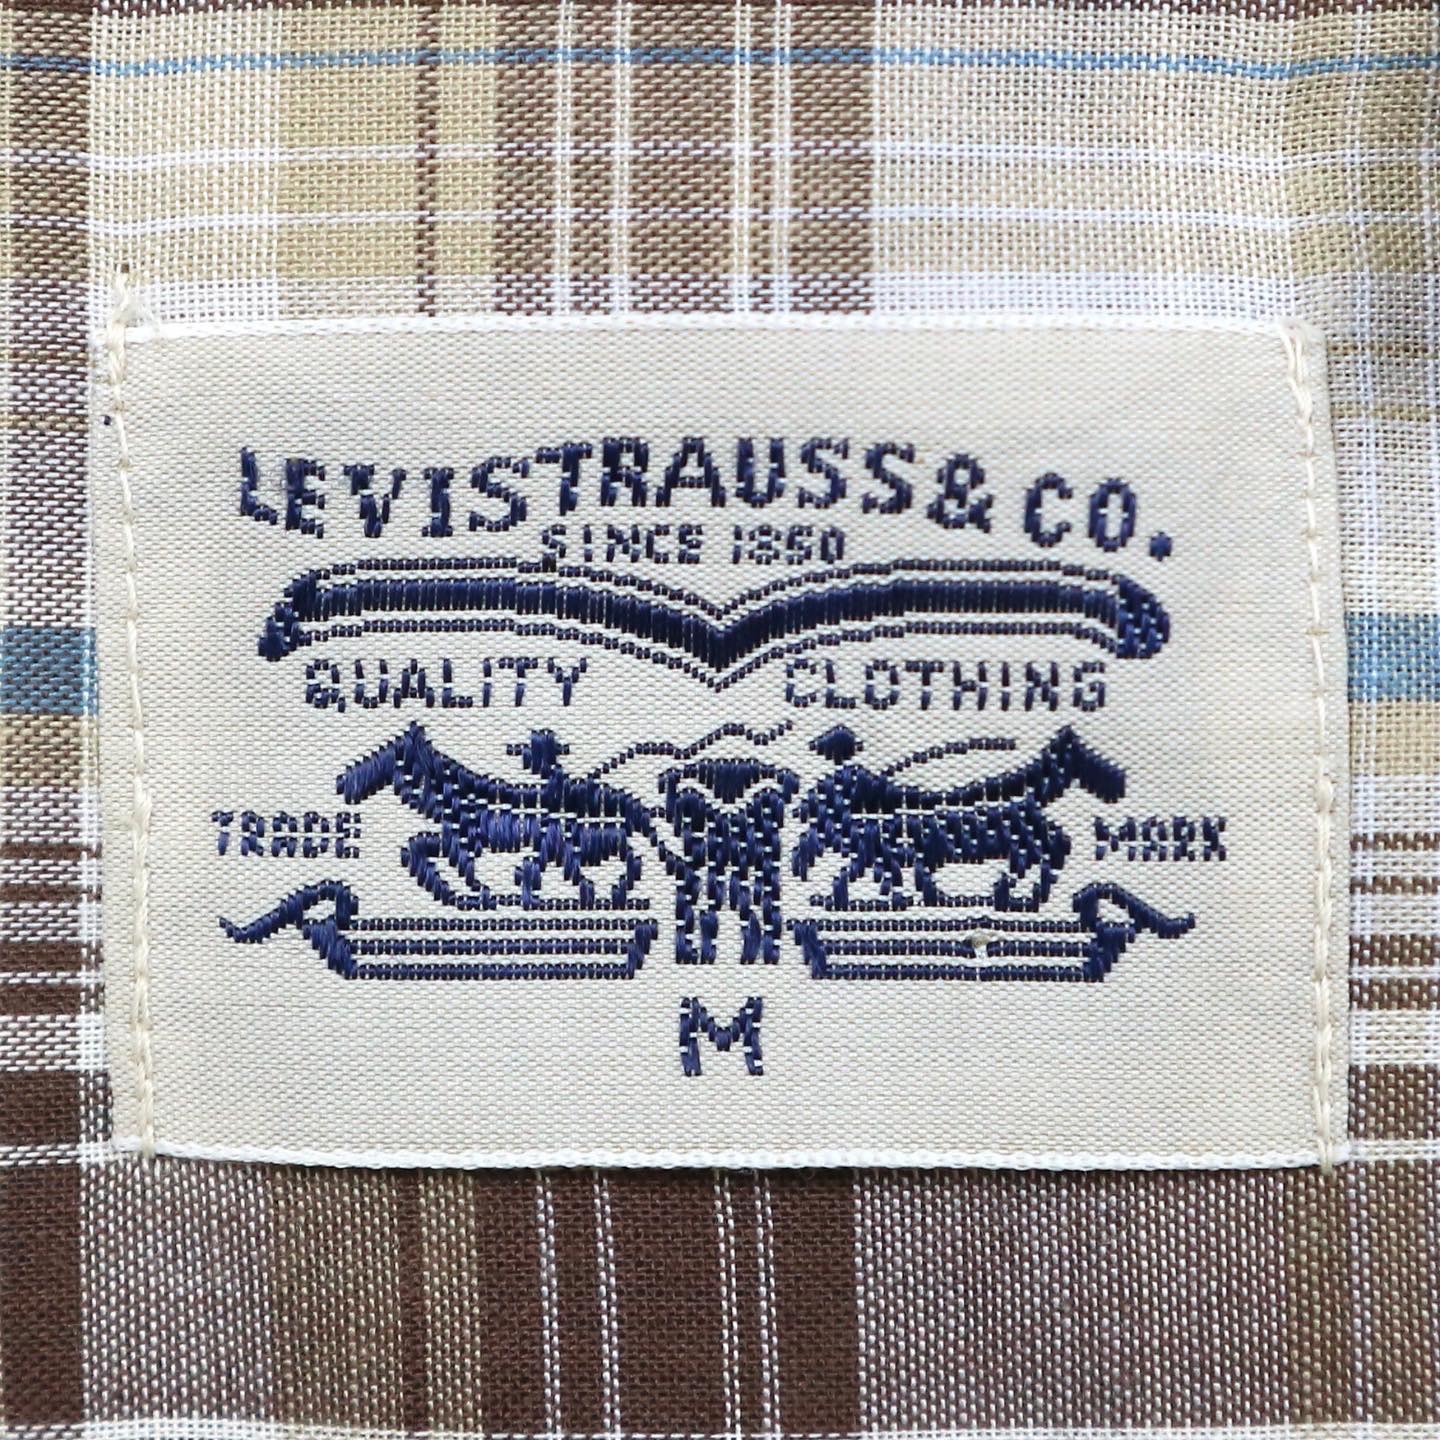 LEVI STRAUSS & CO.
SINCE 1850
QUALITY CLOTHING
TRADE MARK
M